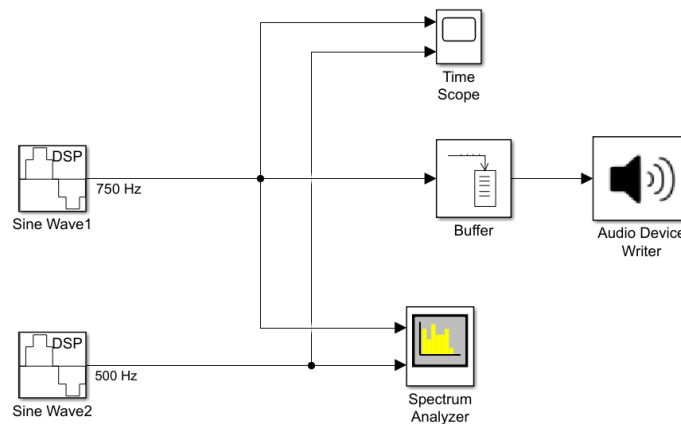 Time
Scope
DSP
750 Hz
Sine Wave1
Buffer
Audio Device
Writer
DSP
500 Hz
Sine Wave2
Spectrum
Analyzer